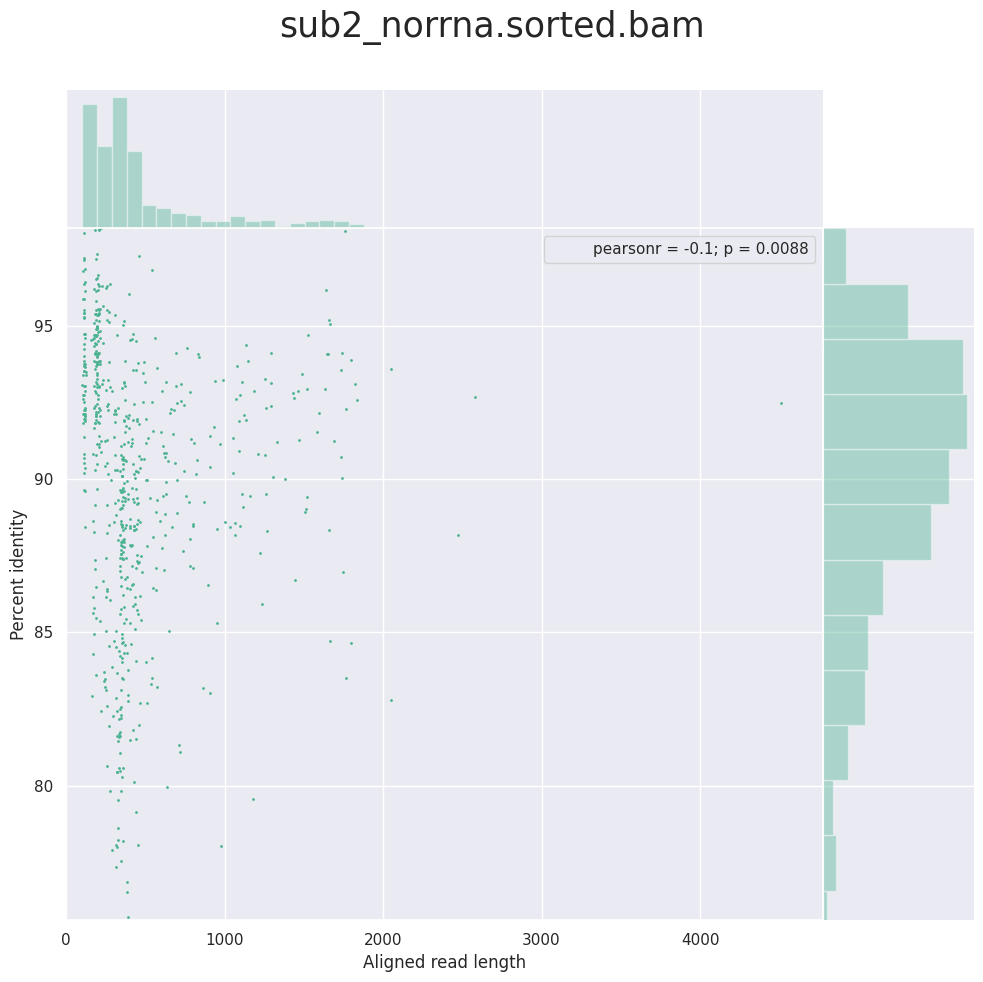 sub2_norrna.sorted.bam
pearsonr = -0.1; p = 0.0088
95
90
85
80
Percent identity
0 1000 2000 3000 4000
Aligned read length